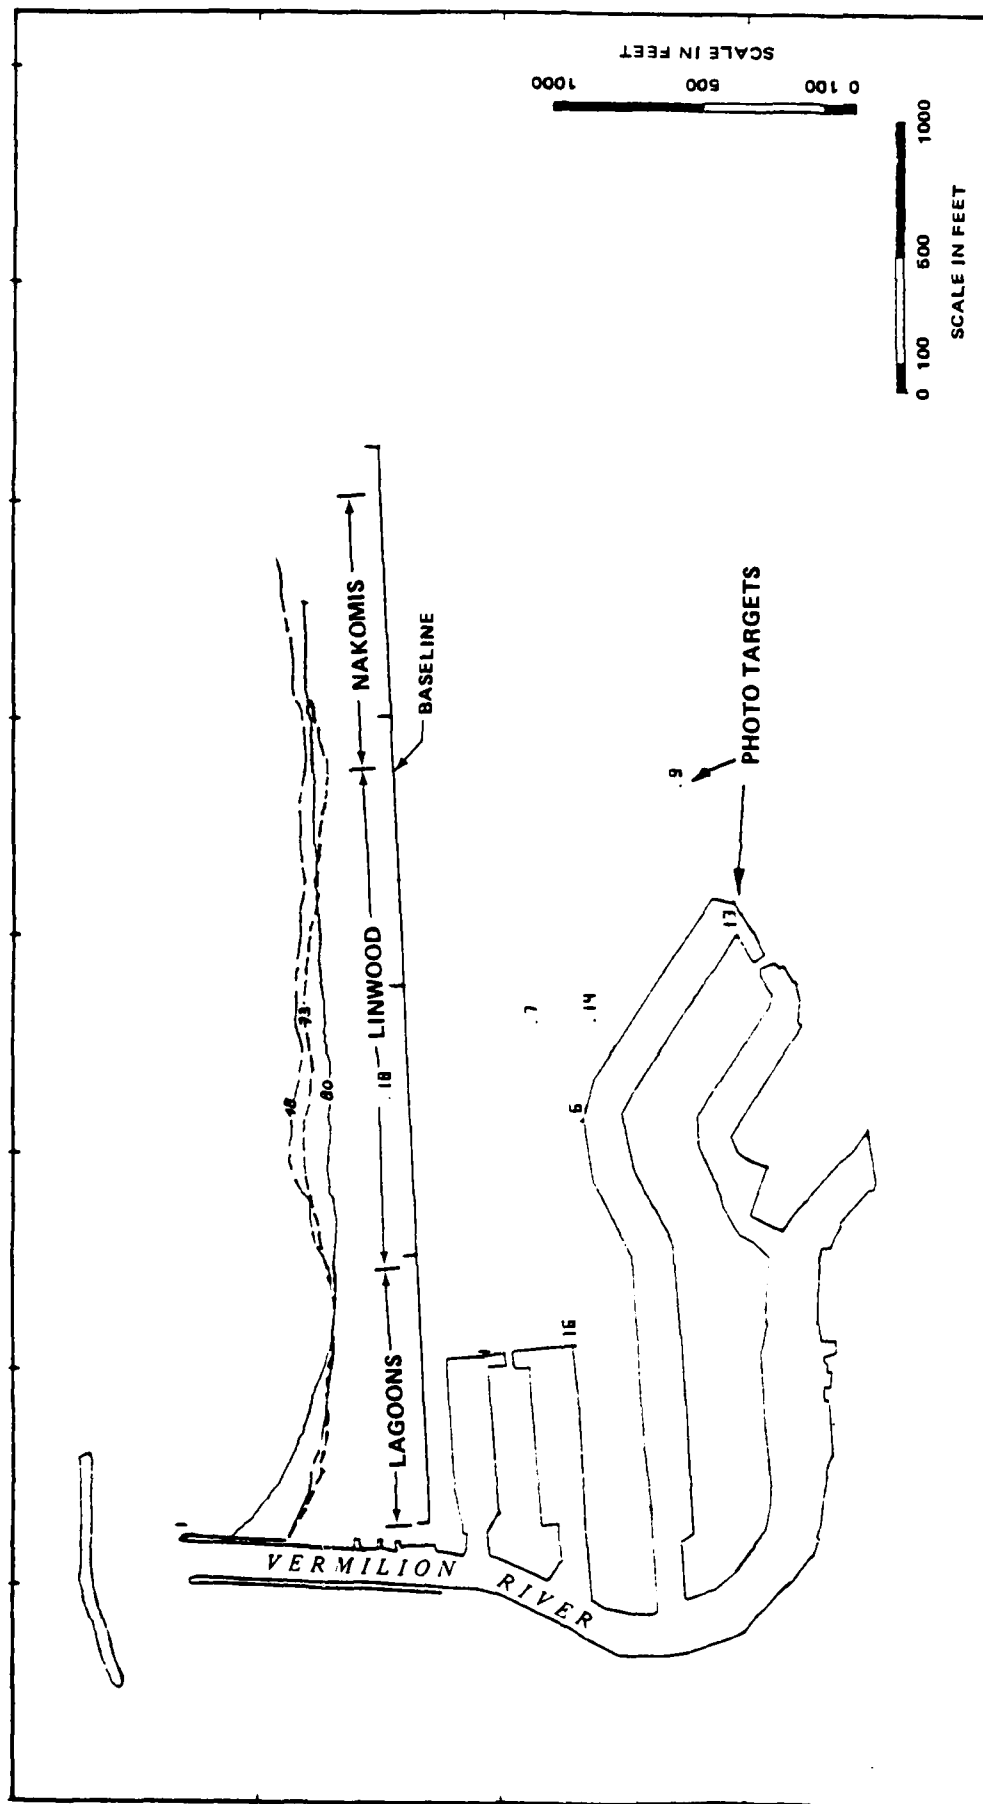 VERMILION
RIVER
LAGOONS
LINWOOD
NAKOMIS
BASELINE
73
80
.18
.7
.14
.6
16
17
.9
PHOTO TARGETS
0 100 500 1000
SCALE IN FEET
0 100 500 1000
SCALE IN FEET